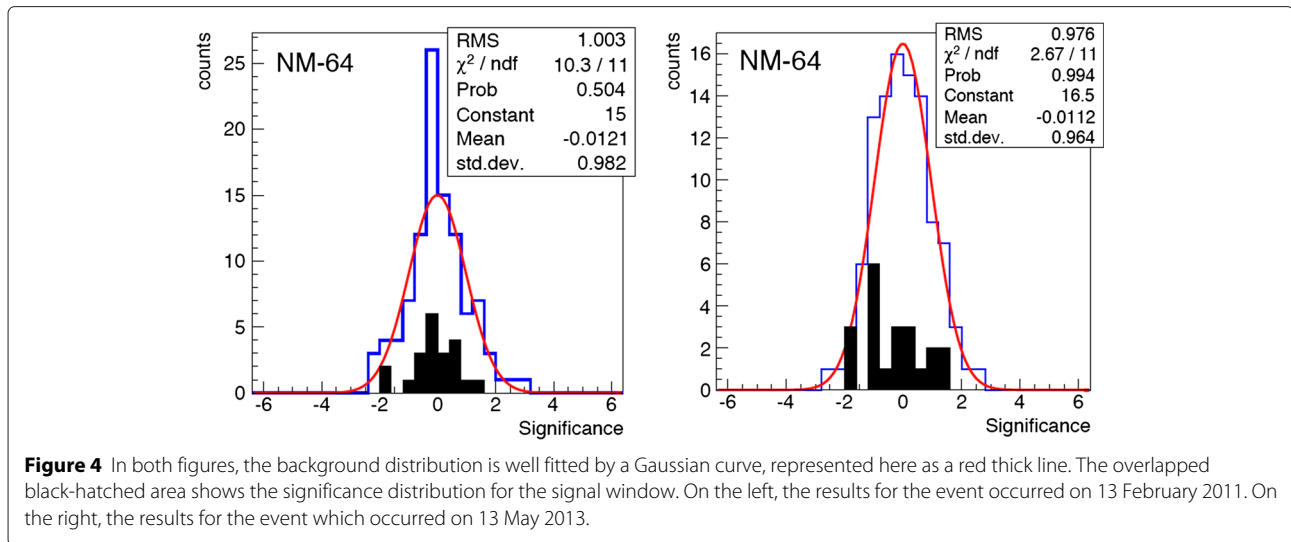 counts
NM-64
RMS 1.003
χ² / ndf 10.3 / 11
Prob 0.504
Constant 15
Mean -0.0121
std.dev. 0.982
25
20
15
10
5
0
-6 -4 -2 0 2 4 6
Significance
counts
NM-64
RMS 0.976
χ² / ndf 2.67 / 11
Prob 0.994
Constant 16.5
Mean -0.0112
std.dev. 0.964
16
14
12
10
8
6
4
2
0
-6 -4 -2 0 2 4 6
Significance
Figure 4 In both figures, the background distribution is well fitted by a Gaussian curve, represented here as a red thick line. The overlapped
black-hatched area shows the significance distribution for the signal window. On the left, the results for the event occurred on 13 February 2011. On
the right, the results for the event which occurred on 13 May 2013.